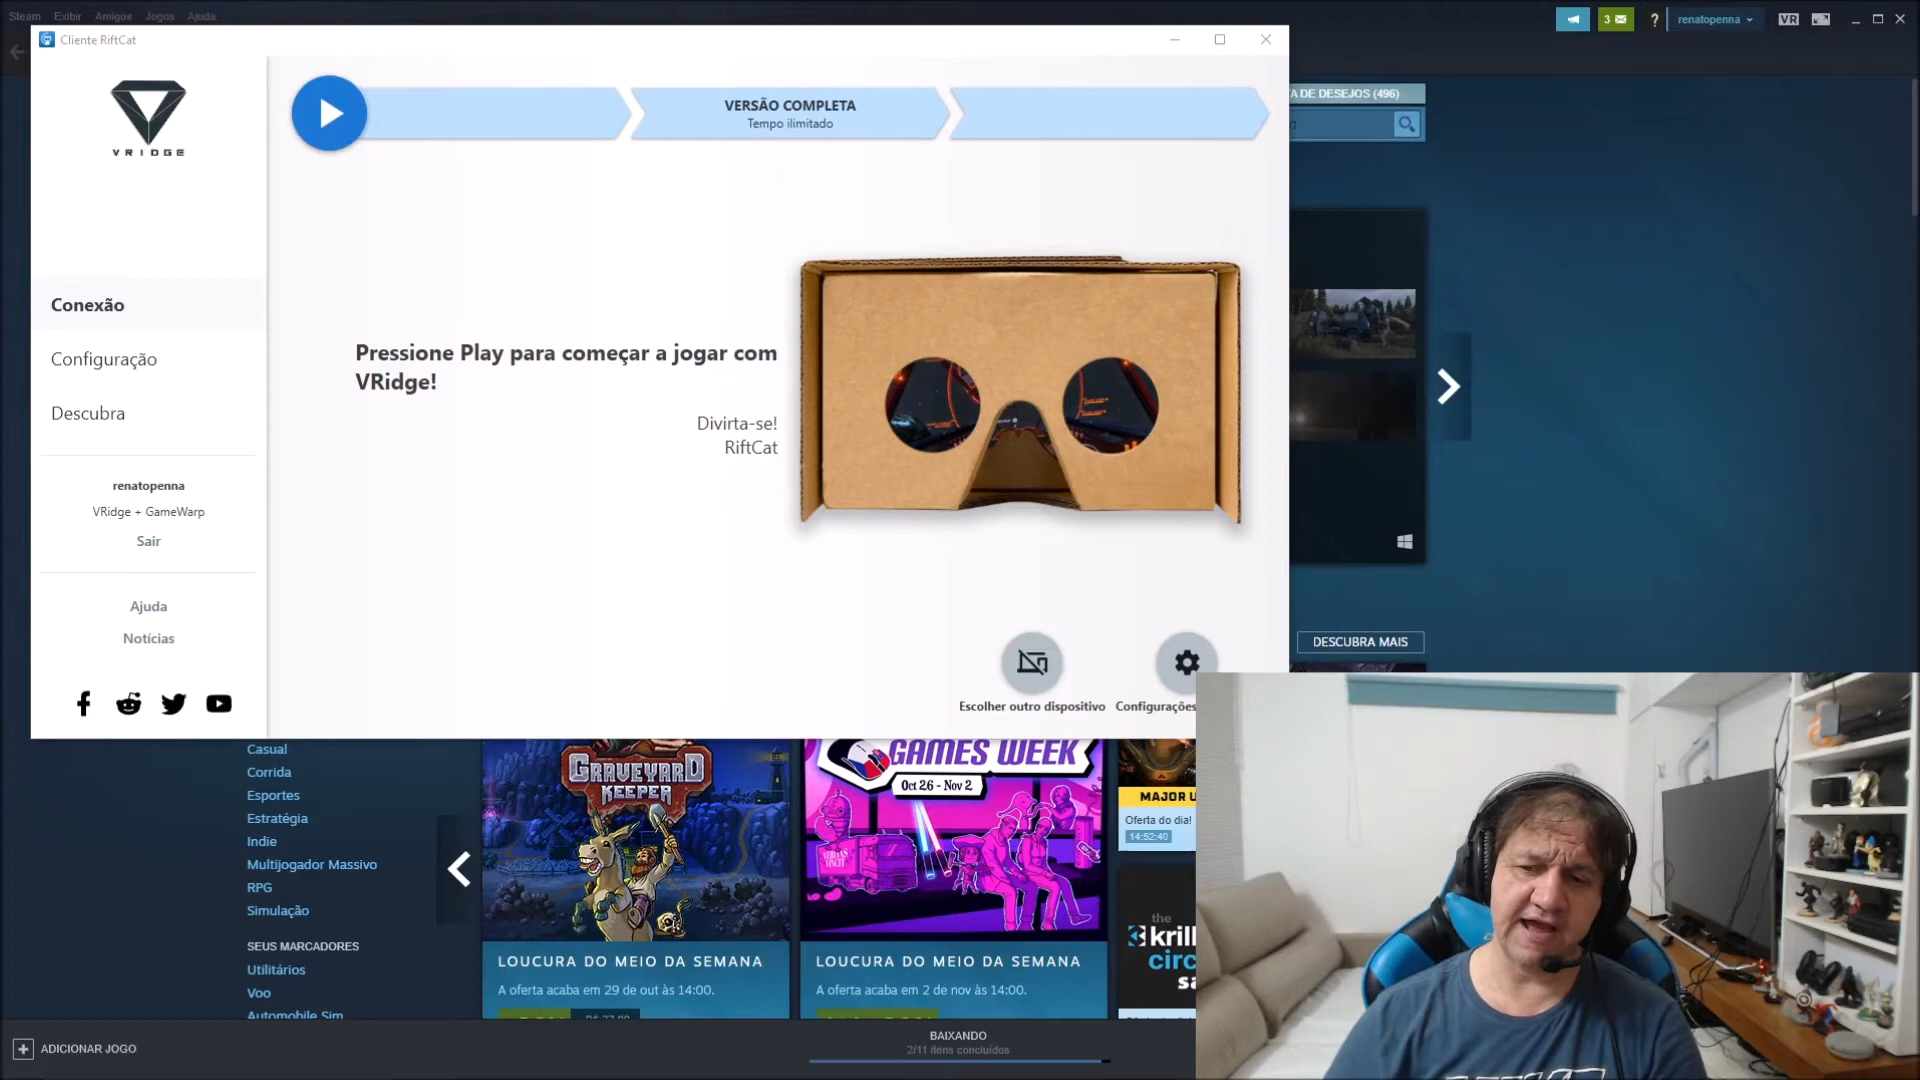 Steam Exibir Amigos Jogos Ajuda
3
?
renatopenna
VR
Cliente RiftCat
VRIDGE
VERSÃO COMPLETA
Tempo ilimitado
DE DESEJOS (496)
Conexão
Configuração
Descubra
Pressione Play para começar a jogar com
VRidge!
Divirta-se!
RiftCat
renatopenna
VRidge + GameWarp
Sair
Ajuda
Notícias
Escolher outro dispositivo
Configurações
DESCUBRA MAIS
Casual
Corrida
Esportes
Estratégia
Indie
Multijogador Massivo
RPG
Simulação
SEUS MARCADORES
Utilitários
Voo
Automobile Sim
GRAVEYARD
KEEPER
LOUCURA DO MEIO DA SEMANA
A oferta acaba em 29 de out às 14:00.
GAMES WEEK
Oct 26 - Nov 2
LOUCURA DO MEIO DA SEMANA
A oferta acaba em 2 de nov às 14:00.
MAJOR
Oferta do dia!
14:52:40
the
ADICIONAR JOGO
BAIXANDO
2/11 itens concluídos